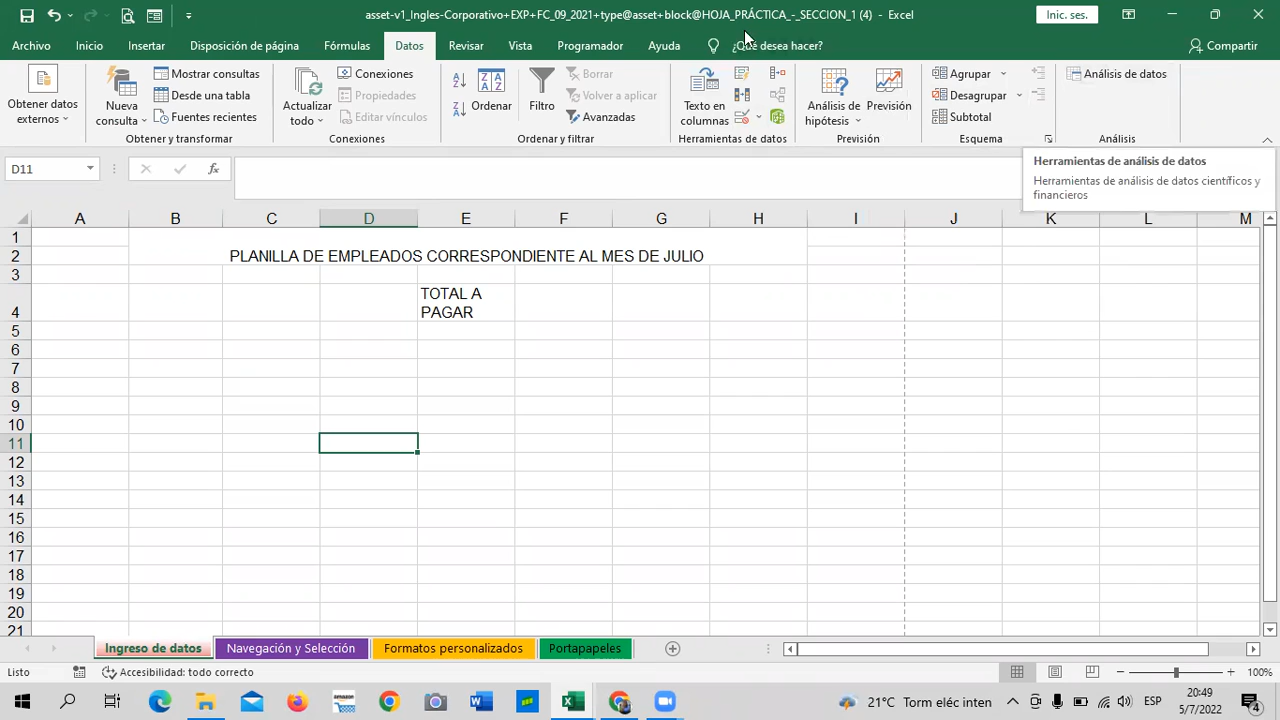 asset-v1_Ingles-Corporativo+EXP+FC_09_2021+type@asset+block@HOJA_PRÁCTICA_-_SECCION_1 (4) - Excel
Inic. ses.
Archivo Inicio Insertar Disposición de página Fórmulas Datos Revisar Vista Programador Ayuda ¿Qué desea hacer? Compartir
Obtener datos externos
Nueva consulta
Mostrar consultas
Desde una tabla
Fuentes recientes
Obtener y transformar
Actualizar todo
Conexiones
Propiedades
Editar vínculos
Conexiones
Ordenar
Filtro
Borrar
Volver a aplicar
Avanzadas
Ordenar y filtrar
Texto en columnas
Herramientas de datos
Análisis de hipótesis
Previsión
Previsión
Agrupar
Desagrupar
Subtotal
Esquema
Análisis de datos
Análisis
D11
fx
Herramientas de análisis de datos
Herramientas de análisis de datos científicos y
financieros
A B C D E F G H I J K L M
1
2 PLANILLA DE EMPLEADOS CORRESPONDIENTE AL MES DE JULIO
3
TOTAL A
4 PAGAR
5
6
7
8
9
10
11
12
13
14
15
16
17
18
19
20
21
Ingreso de datos Navegación y Selección Formatos personalizados Portapapeles
Listo Accesibilidad: todo correcto 100%
21°C Torm eléc inten ESP 20:49
5/7/2022
4